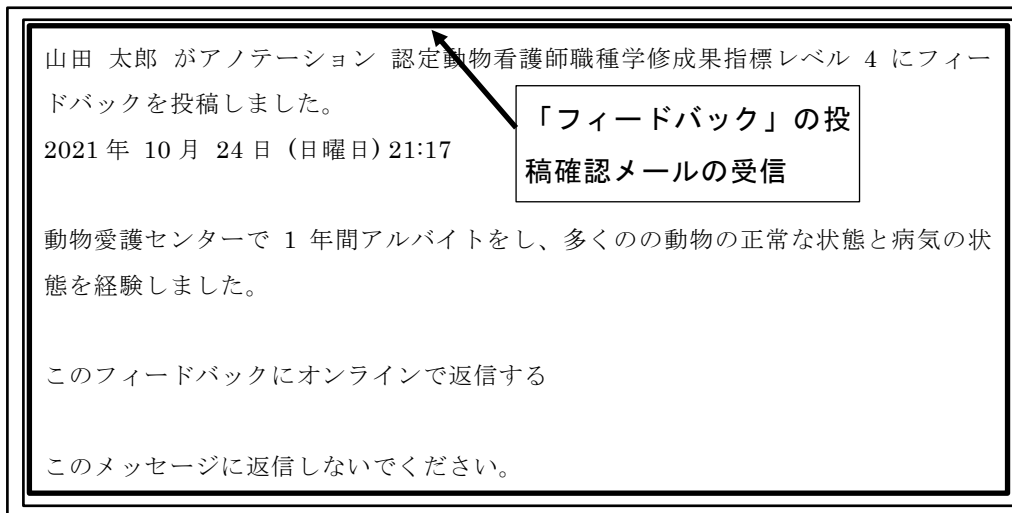 山田 太郎 がアノテーション 認定動物看護師職種学修成果指標レベル 4 にフィー
ドバックを投稿しました。
2021 年 10 月 24 日 (日曜日) 21:17
「フィードバック」の投
稿確認メールの受信
動物愛護センターで 1 年間アルバイトをし、多くのの動物の正常な状態と病気の状
態を経験しました。
このフィードバックにオンラインで返信する
このメッセージに返信しないでください。